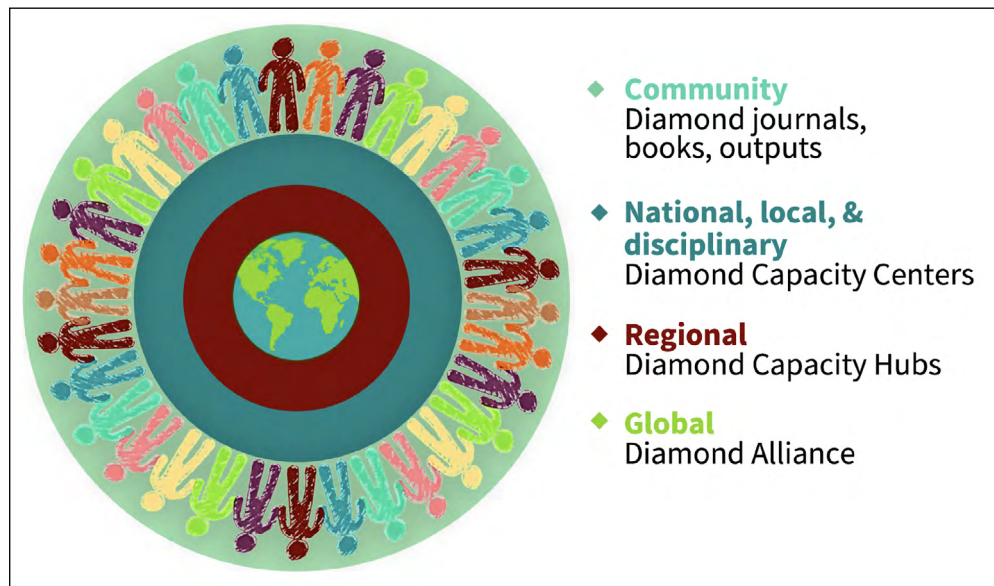 Community
Diamond journals,
books, outputs
National, local, &
disciplinary
Diamond Capacity Centers
Regional
Diamond Capacity Hubs
Global
Diamond Alliance